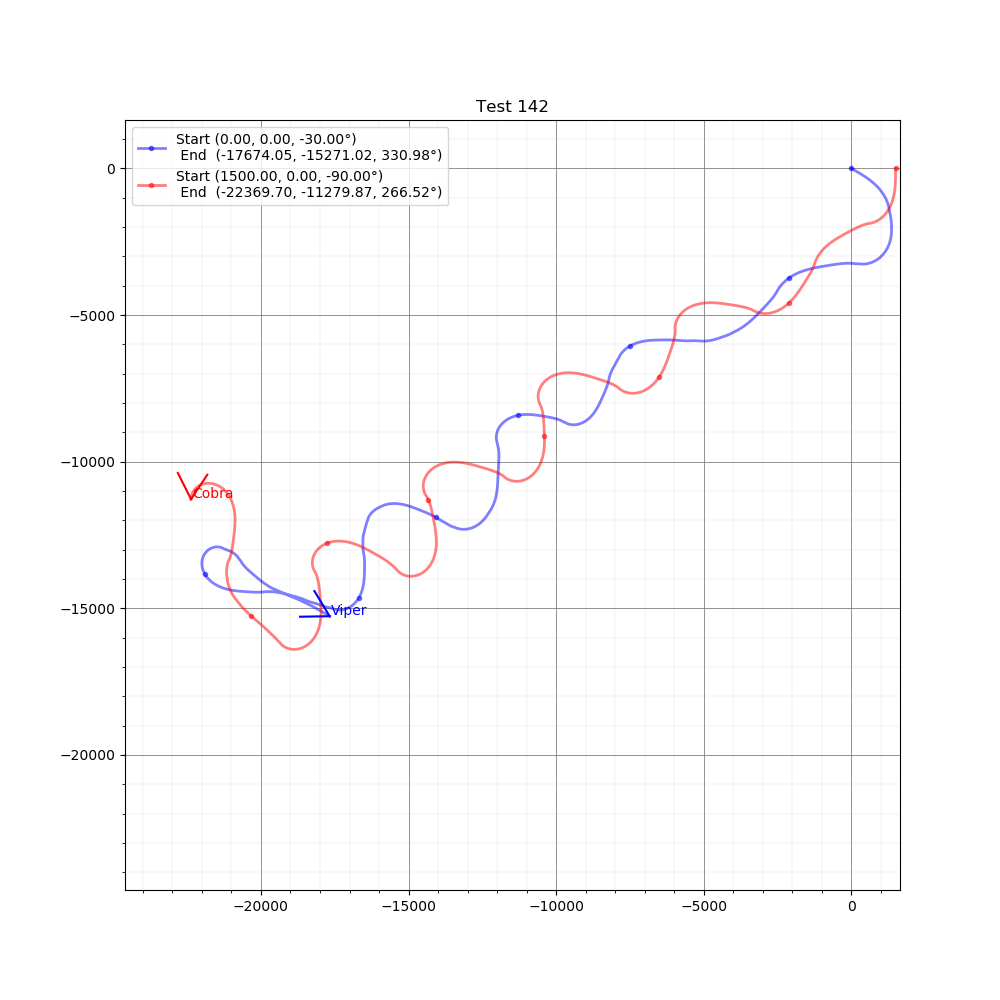 Test 142
Start (0.00, 0.00, -30.00°)
End (-17674.05, -15271.02, 330.98°)
Start (1500.00, 0.00, -90.00°)
End (-22369.70, -11279.87, 266.52°)
0
−5000
−10000
−15000
−20000
Cobra
Viper
−20000
−15000
−10000
−5000
0